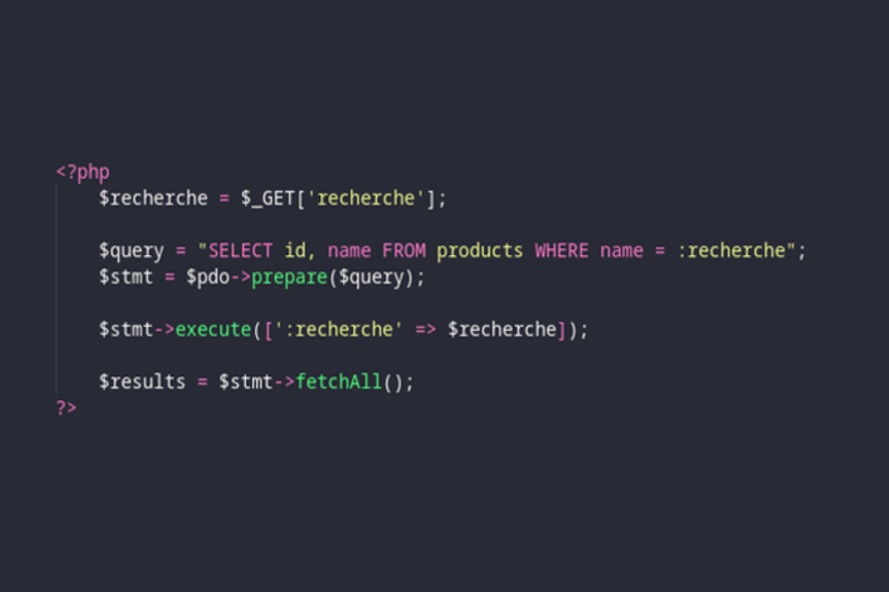 <?php
$recherche = $_GET['recherche'];
$query = "SELECT id, name FROM products WHERE name = :recherche";
$stmt = $pdo->prepare($query);
$stmt->execute([':recherche' => $recherche]);
$results = $stmt->fetchAll();
?>